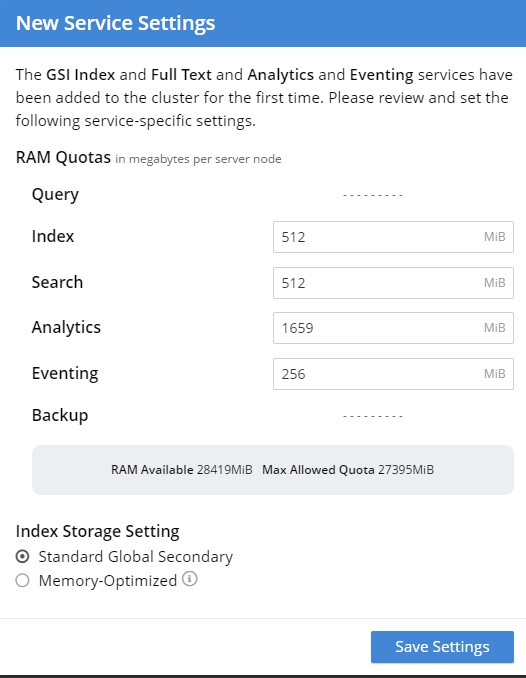 New Service Settings
The GSI Index and Full Text and Analytics and Eventing services have
been added to the cluster for the first time. Please review and set the
following service-specific settings.
RAM Quotas in megabytes per server node
Query ---------
Index 512 MiB
Search 512 MiB
Analytics 1659 MiB
Eventing 256 MiB
Backup ---------
RAM Available 28419MiB Max Allowed Quota 27395MiB
Index Storage Setting
Standard Global Secondary
Memory-Optimized
Save Settings